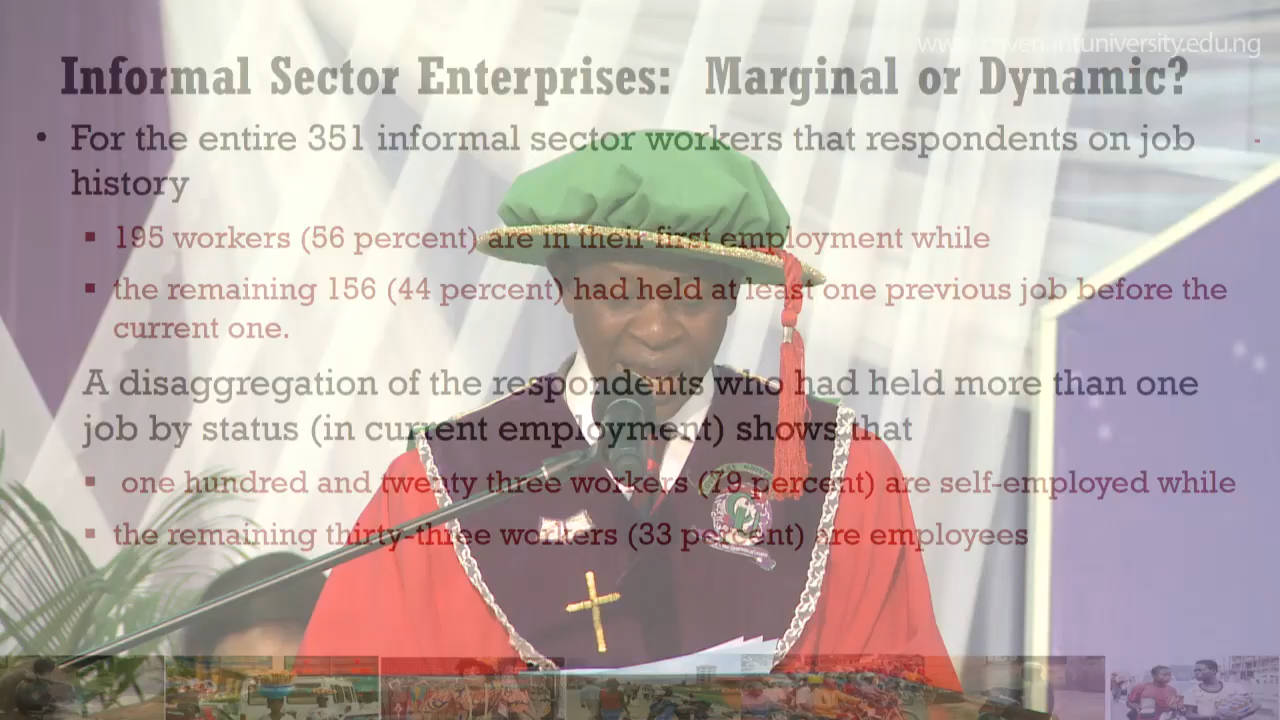 www.covenantuniversity.edu.ng
Informal Sector Enterprises: Marginal or Dynamic?
• For the entire 351 informal sector workers that respondents on job
history
▪ 195 workers (56 percent) are in their first employment while
▪ the remaining 156 (44 percent) had held at least one previous job before the
current one.
A disaggregation of the respondents who had held more than one
job by status (in current employment) shows that
▪ one hundred and twenty three workers (79 percent) are self-employed while
▪ the remaining thirty-three workers (33 percent) are employees